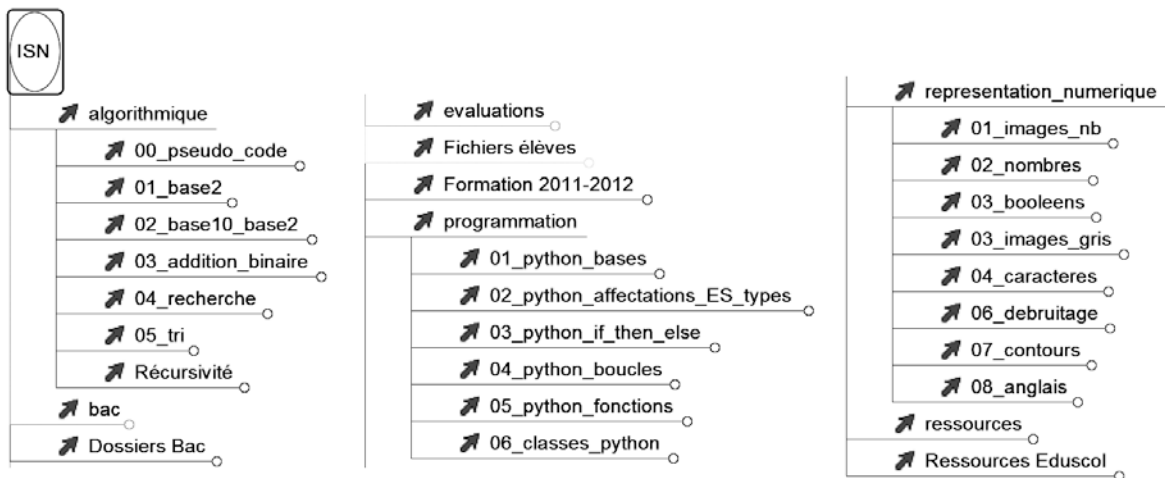 ISN
algorithmique
00_pseudo_code
01_base2
02_base10_base2
03_addition_binaire
04_recherche
05_tri
Récursivité
bac
Dossiers Bac
evaluations
Fichiers élèves
Formation 2011-2012
programmation
01_python_bases
02_python_affectations_ES_types
03_python_if_then_else
04_python_boucles
05_python_fonctions
06_classes_python
representation_numerique
01_images_nb
02_nombres
03_booleens
03_images_gris
04_caracteres
06_debruitage
07_contours
08_anglais
ressources
Ressources Eduscol